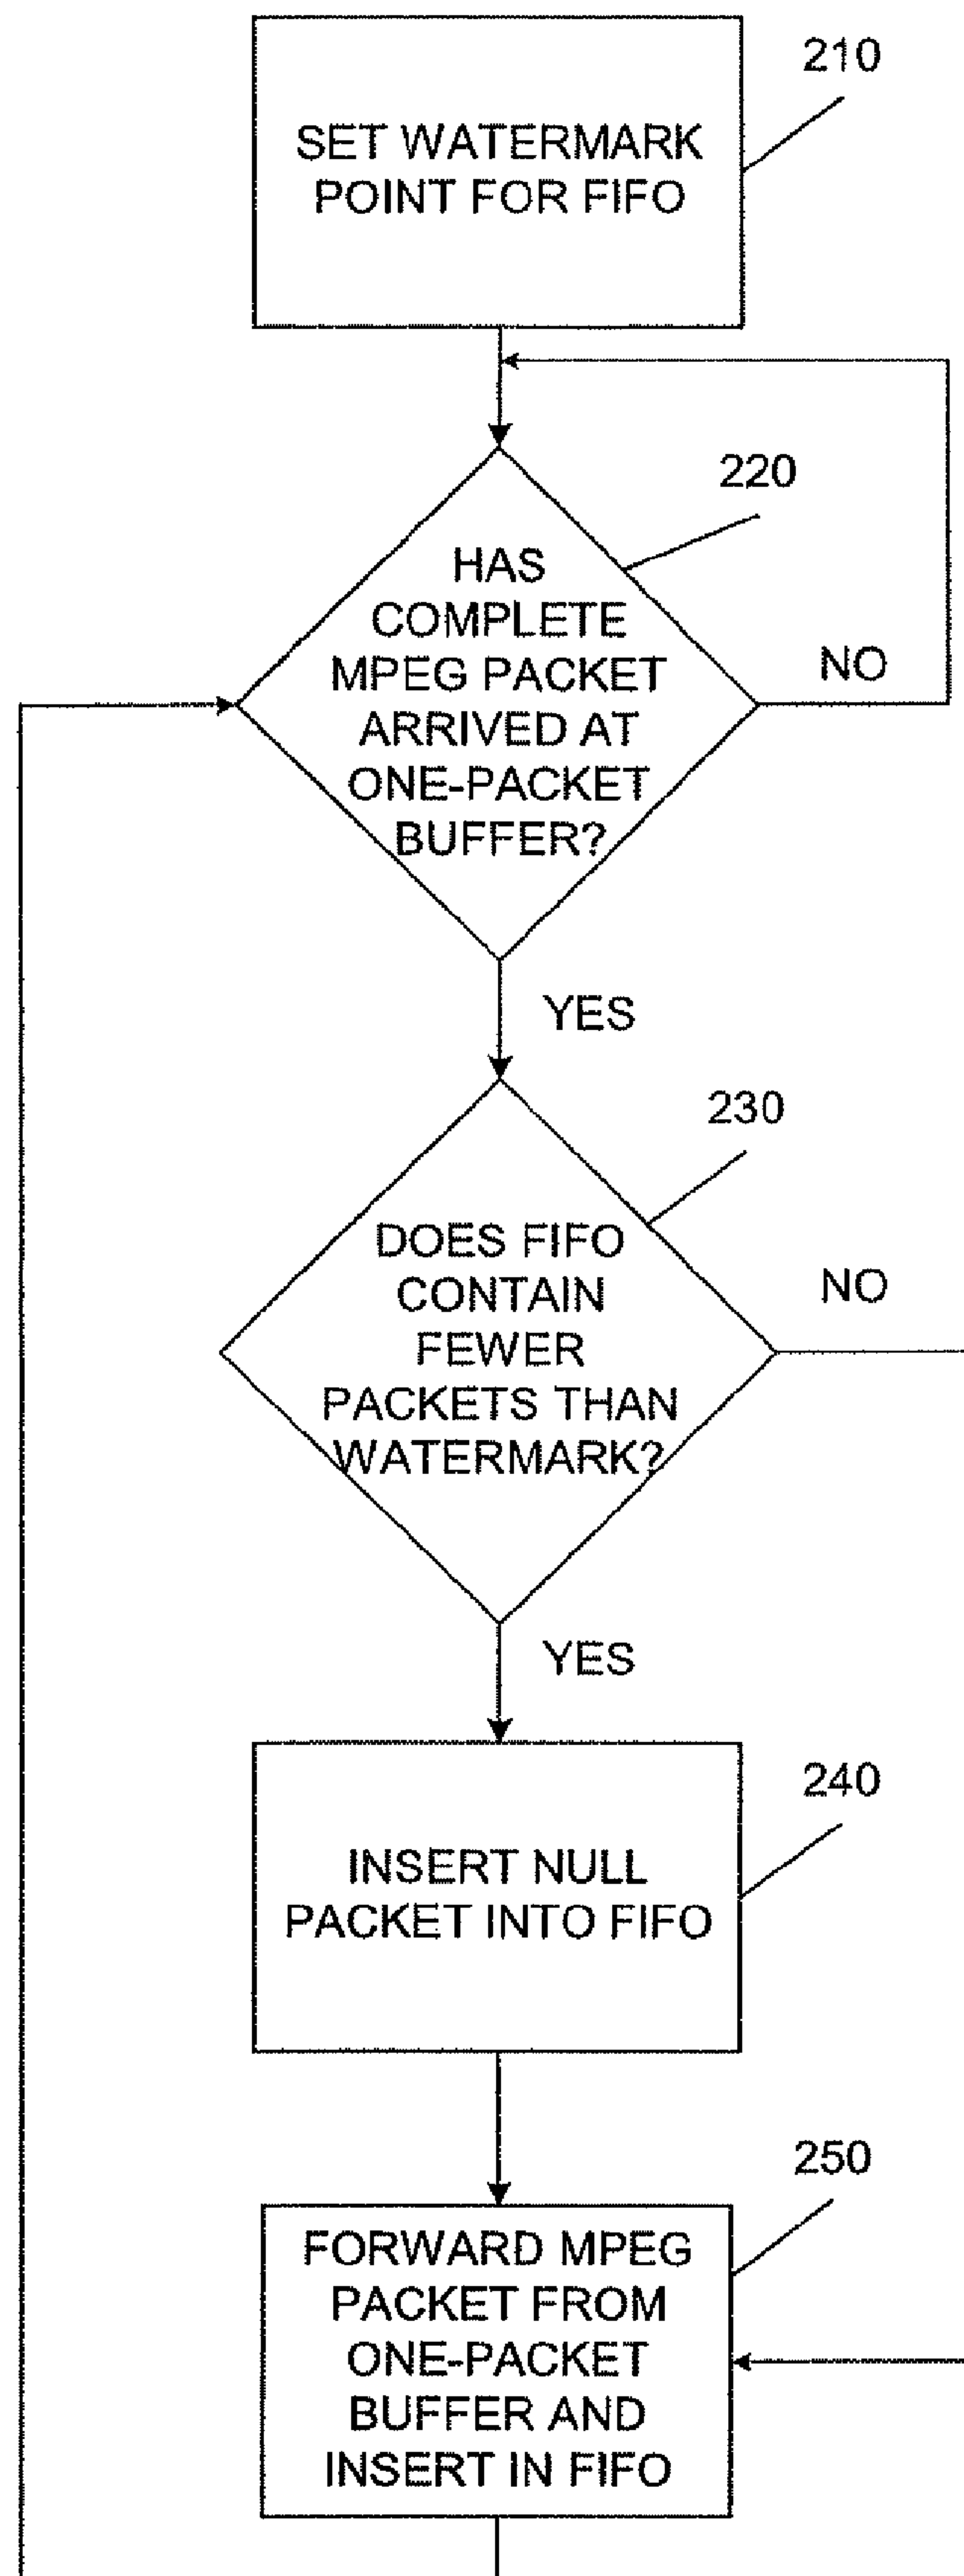 210
SET WATERMARK
POINT FOR FIFO
220
HAS
COMPLETE
MPEG PACKET
ARRIVED AT
ONE-PACKET
BUFFER?
NO
YES
230
DOES FIFO
CONTAIN
FEWER
PACKETS THAN
WATERMARK?
NO
YES
240
INSERT NULL
PACKET INTO FIFO
250
FORWARD MPEG
PACKET FROM
ONE-PACKET
BUFFER AND
INSERT IN FIFO